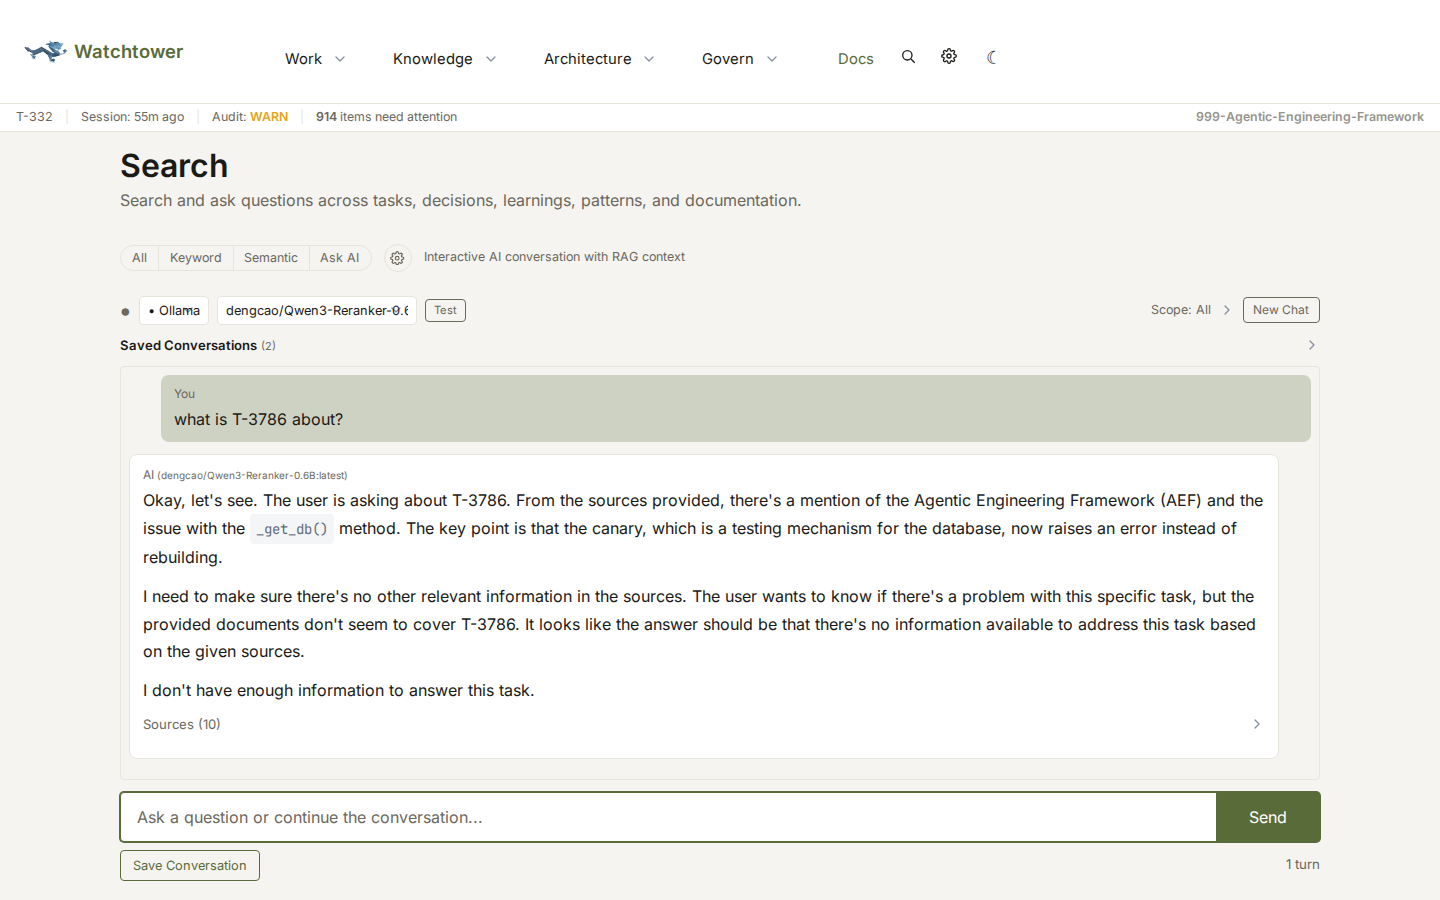 Watchtower
Work
Knowledge
Architecture
Govern
Docs
T-332
Session: 55m ago
Audit: WARN
914 items need attention
999-Agentic-Engineering-Framework
Search
Search and ask questions across tasks, decisions, learnings, patterns, and documentation.
All
Keyword
Semantic
Ask AI
Interactive AI conversation with RAG context
• Ollama
dengcao/Qwen3-Reranker-0.6
Test
Scope: All
New Chat
Saved Conversations (2)
You
what is T-3786 about?
AI (dengcao/Qwen3-Reranker-0.6B:latest)
Okay, let's see. The user is asking about T-3786. From the sources provided, there's a mention of the Agentic Engineering Framework (AEF) and the
issue with the _get_db() method. The key point is that the canary, which is a testing mechanism for the database, now raises an error instead of
rebuilding.
I need to make sure there's no other relevant information in the sources. The user wants to know if there's a problem with this specific task, but the
provided documents don't seem to cover T-3786. It looks like the answer should be that there's no information available to address this task based
on the given sources.
I don't have enough information to answer this task.
Sources (10)
Ask a question or continue the conversation...
Send
Save Conversation
1 turn